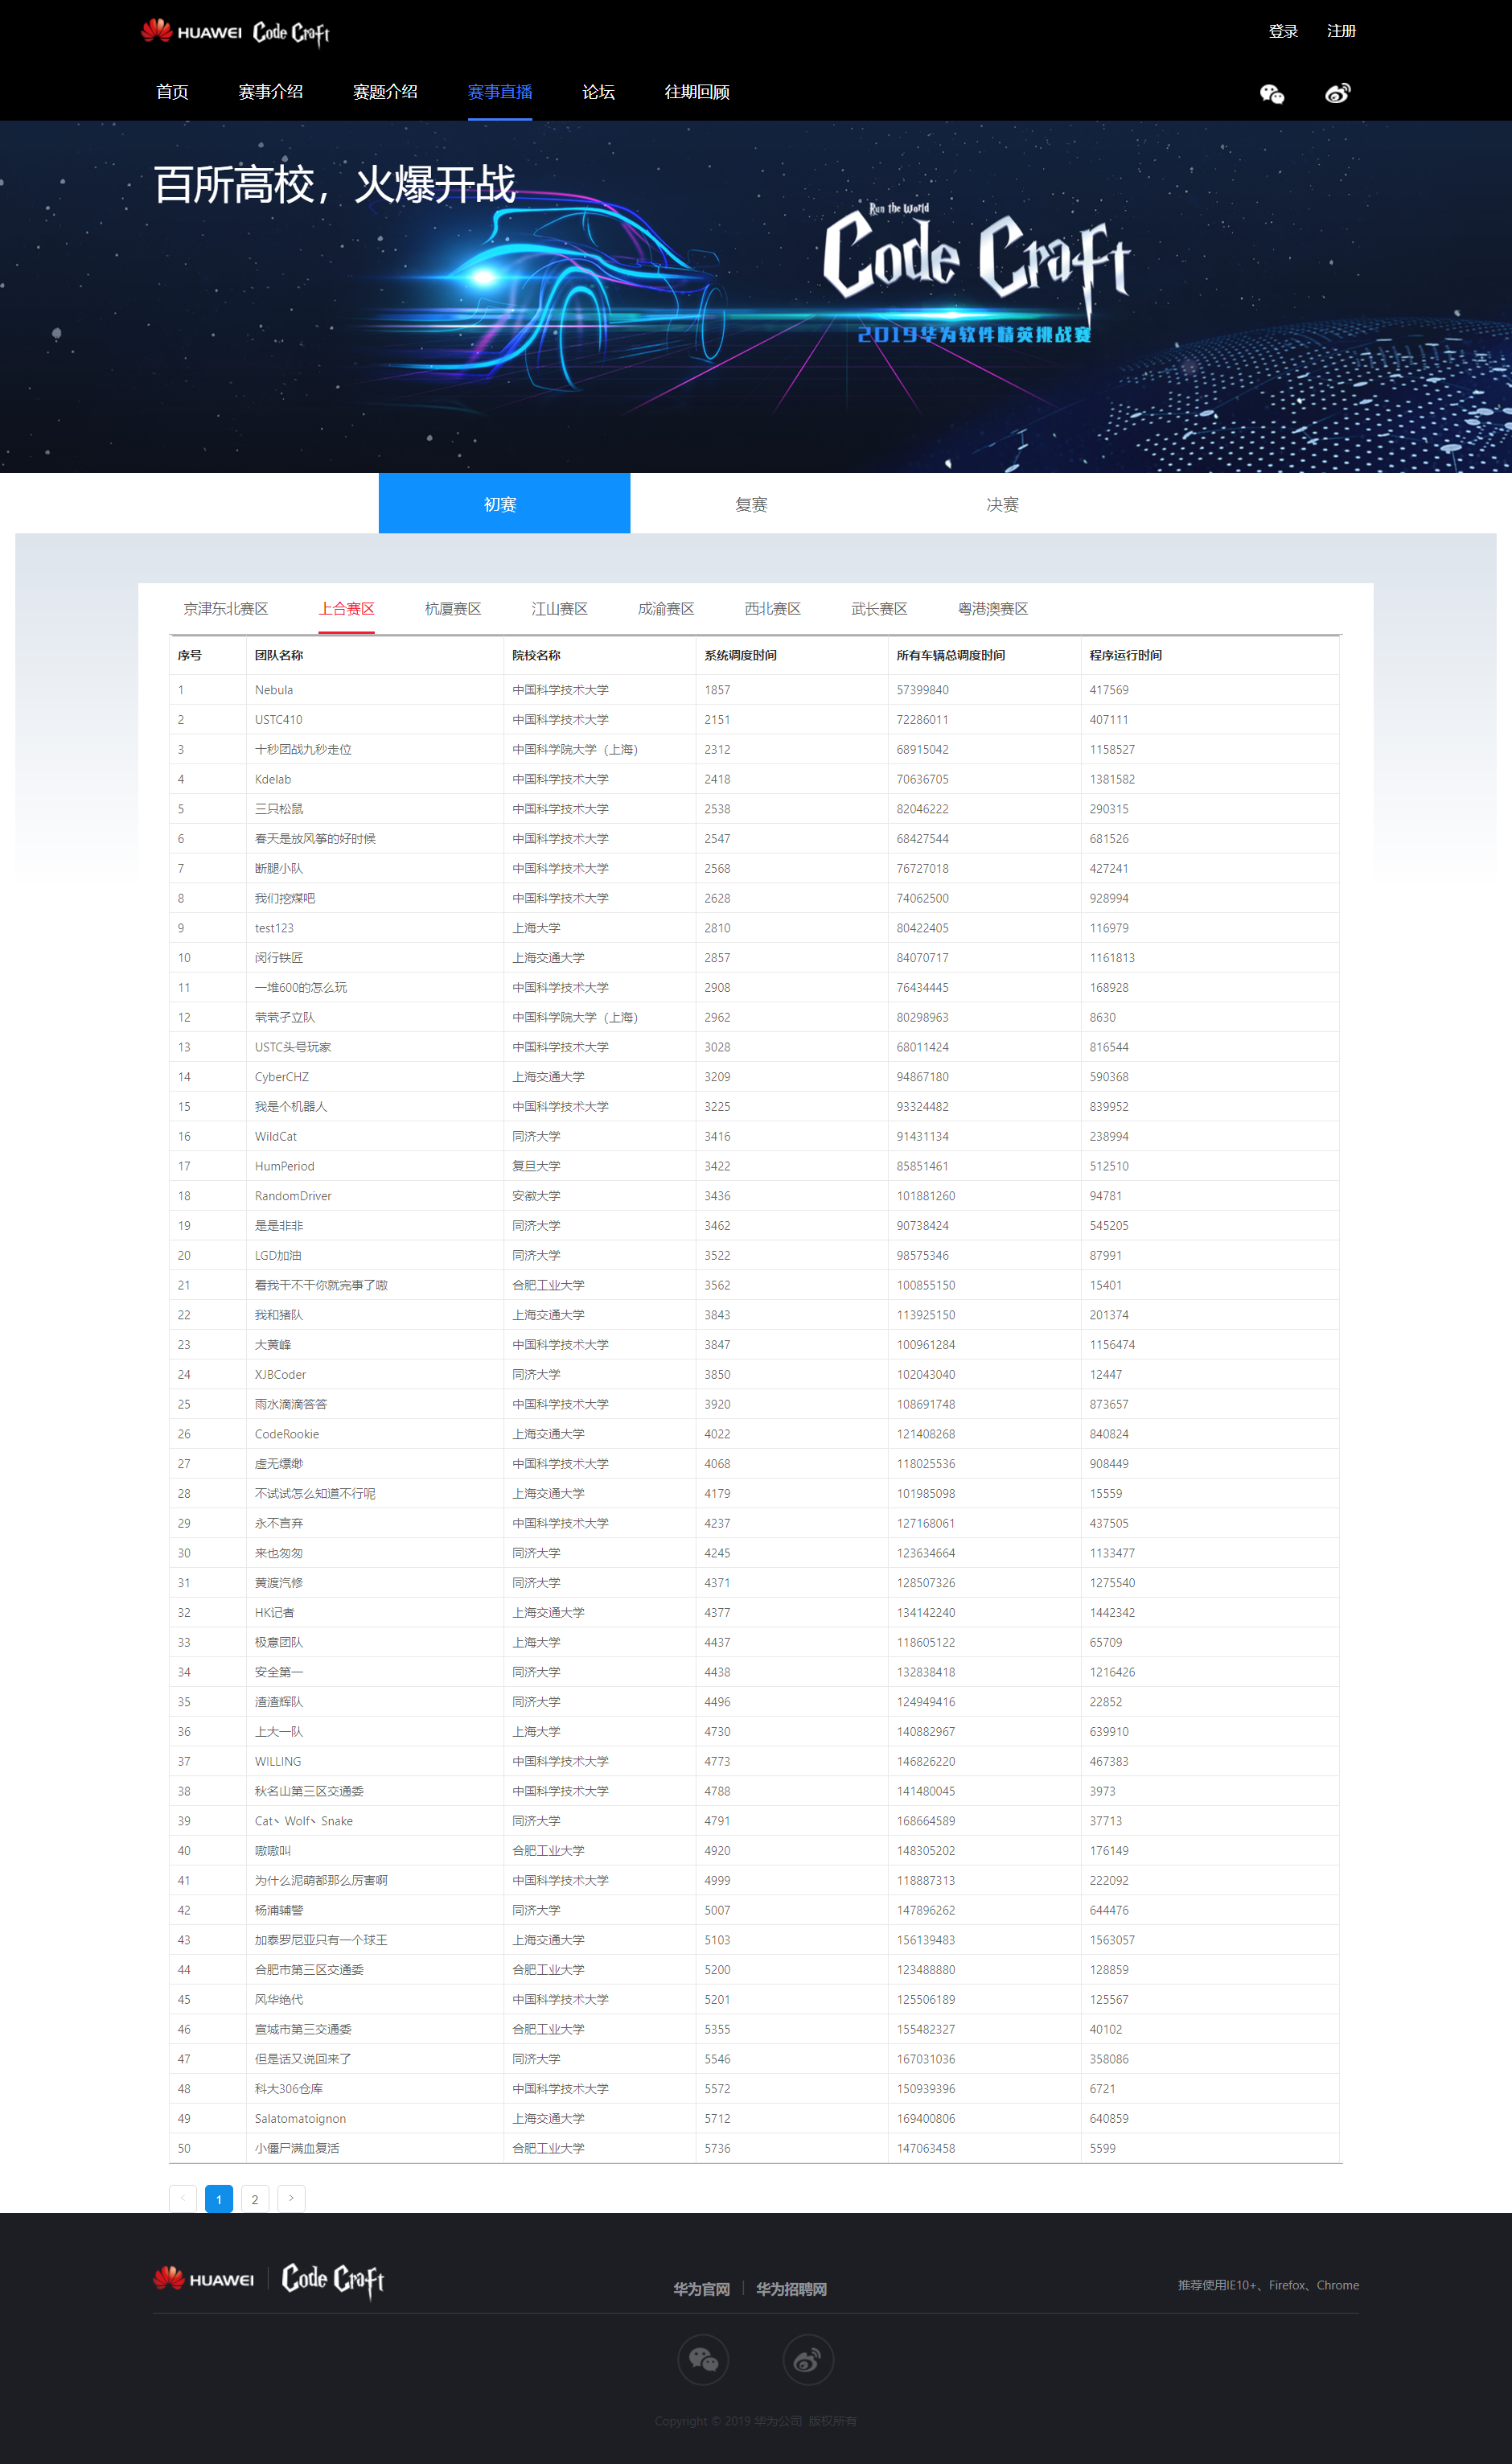 HUAWEI Code Craft 登录 注册
首页 赛事介绍 赛题介绍 赛事直播 论坛 往期回顾
百所高校，火爆开战
Run the World
Code Craft
2019华为软件精英挑战赛
初赛 复赛 决赛
京津东北赛区 上合赛区 杭厦赛区 江山赛区 成渝赛区 西北赛区 武长赛区 粤港澳赛区
序号 团队名称 院校名称 系统调度时间 所有车辆总调度时间 程序运行时间
1 Nebula 中国科学技术大学 1857 57399840 417569
2 USTC410 中国科学技术大学 2151 72286011 407111
3 十秒团战九秒走位 中国科学院大学（上海） 2312 68915042 1158527
4 Kdelab 中国科学技术大学 2418 70636705 1381582
5 三只松鼠 中国科学技术大学 2538 82046222 290315
6 春天是放风筝的好时候 中国科学技术大学 2547 68427544 681526
7 断腿小队 中国科学技术大学 2568 76727018 427241
8 我们挖煤吧 中国科学技术大学 2628 74062500 928994
9 test123 上海大学 2810 80422405 116979
10 闵行铁匠 上海交通大学 2857 84070717 1161813
11 一堆600的怎么玩 中国科学技术大学 2908 76434445 168928
12 茕茕孑立队 中国科学院大学（上海） 2962 80298963 8630
13 USTC头号玩家 中国科学技术大学 3028 68011424 816544
14 CyberCHZ 上海交通大学 3209 94867180 590368
15 我是个机器人 中国科学技术大学 3225 93324482 839952
16 WildCat 同济大学 3416 91431134 238994
17 HumPeriod 复旦大学 3422 85851461 512510
18 RandomDriver 安徽大学 3436 101881260 94781
19 是是非非 同济大学 3462 90738424 545205
20 LGD加油 同济大学 3522 98575346 87991
21 看我干不干你就完事了嗷 合肥工业大学 3562 100855150 15401
22 我和猪队 上海交通大学 3843 113925150 201374
23 大黄峰 中国科学技术大学 3847 100961284 1156474
24 XJBCoder 同济大学 3850 102043040 12447
25 雨水滴滴答答 中国科学技术大学 3920 108691748 873657
26 CodeRookie 上海交通大学 4022 121408268 840824
27 虚无缥缈 中国科学技术大学 4068 118025536 908449
28 不试试怎么知道不行呢 上海交通大学 4179 101985098 15559
29 永不言弃 中国科学技术大学 4237 127168061 437505
30 来也匆匆 同济大学 4245 123634664 1133477
31 黄渡汽修 同济大学 4371 128507326 1275540
32 HK记者 上海交通大学 4377 134142240 1442342
33 极意团队 上海大学 4437 118605122 65709
34 安全第一 同济大学 4438 132838418 1216426
35 渣渣辉队 同济大学 4496 124949416 22852
36 上大一队 上海大学 4730 140882967 639910
37 WILLING 中国科学技术大学 4773 146826220 467383
38 秋名山第三区交通委 中国科学技术大学 4788 141480045 3973
39 Cat丶Wolf丶Snake 同济大学 4791 168664589 37713
40 嗷嗷叫 合肥工业大学 4920 148305202 176149
41 为什么泥萌都那么厉害啊 中国科学技术大学 4999 118887313 222092
42 杨浦辅警 同济大学 5007 147896262 644476
43 加泰罗尼亚只有一个球王 上海交通大学 5103 156139483 1563057
44 合肥市第三区交通委 合肥工业大学 5200 123488880 128859
45 风华绝代 中国科学技术大学 5201 125506189 125567
46 宣城市第三交通委 合肥工业大学 5355 155482327 40102
47 但是话又说回来了 同济大学 5546 167031036 358086
48 科大306仓库 中国科学技术大学 5572 150939396 6721
49 Salatomatoignon 上海交通大学 5712 169400806 640859
50 小僵尸满血复活 合肥工业大学 5736 147063458 5599
< 1 2 >
HUAWEI Code Craft 华为官网 华为招聘网 推荐使用IE10+、Firefox、Chrome
Copyright © 2019 华为公司 版权所有